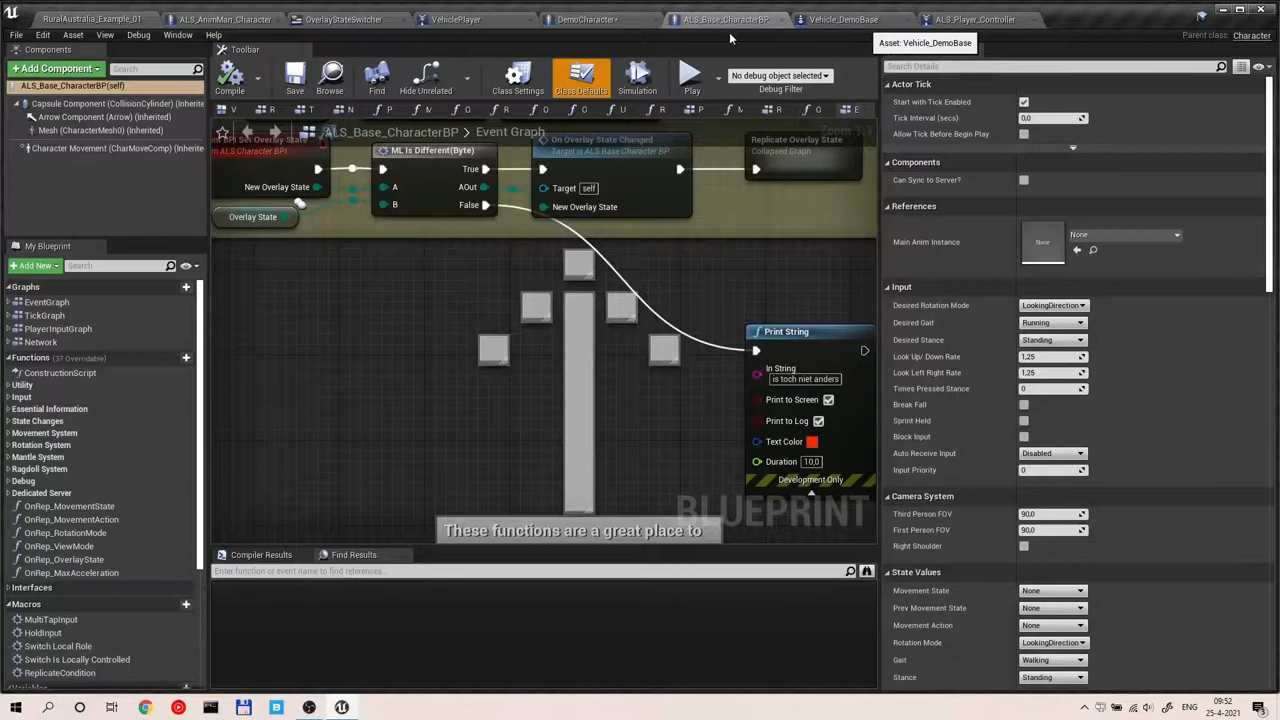 RuralAustralia_Example_01
ALS_AnimMan_Character
OverlayStateSwitcher
VehiclePlayer
DemoCharacter*
ALS_Base_CharacterBP
Vehicle_DemoBase
ALS_Player_Controller
File
Edit
Asset
View
Debug
Window
Help
Asset: Vehicle_DemoBase
Parent class: Character
Components
Toolbar
+ Add Component
Search
ALS_Base_CharacterBP(self)
Capsule Component (CollisionCylinder) (Inherited
Arrow Component (Arrow) (Inherited)
Mesh (CharacterMesh0) (Inherited)
Character Movement (CharMoveComp) (Inherited
Compile
Save
Browse
Find
Hide Unrelated
Class Settings
Class Defaults
Simulation
Play
No debug object selected
Debug Filter
V
R
T
N
P
R
O
O
O
O
O
E
ALS_Base_CharacterBP > Event Graph
BPI Set Overlay State
m ALS Character BPI
New Overlay State
Overlay State
ML Is Different(Byte)
True
A
AOut
B
False
On Overlay State Changed
Target is ALS Base Character BP
Target
self
New Overlay State
Replicate Overlay State
Collapsed Graph
Print String
In String
is toch niet anders
Print to Screen
Print to Log
Text Color
Duration
10,0
Development Only
BLUEPRINT
These functions are a great place to
My Blueprint
+ Add New
Search
Graphs
EventGraph
TickGraph
PlayerInputGraph
Network
Functions (37 Overridable)
ConstructionScript
Utility
Input
Essential Information
State Changes
Movement System
Rotation System
Mantle System
Ragdoll System
Debug
Dedicated Server
OnRep_MovementState
OnRep_MovementAction
OnRep_RotationMode
OnRep_ViewMode
OnRep_OverlayState
OnRep_MaxAcceleration
Interfaces
Macros
MultiTapInput
HoldInput
Switch Local Role
Switch Is Locally Controlled
ReplicateCondition
Compiler Results
Find Results
Enter function or event name to find references...
Search Details
Actor Tick
Start with Tick Enabled
Tick Interval (secs)
0,0
Allow Tick Before Begin Play
Components
Can Sync to Server?
References
Main Anim Instance
None
None
Input
Desired Rotation Mode
LookingDirection
Desired Gait
Running
Desired Stance
Standing
Look Up/ Down Rate
1,25
Look Left Right Rate
1,25
Times Pressed Stance
0
Break Fall
Sprint Held
Block Input
Auto Receive Input
Disabled
Input Priority
0
Camera System
Third Person FOV
90,0
First Person FOV
90,0
Right Shoulder
State Values
Movement State
None
Prev Movement State
None
Movement Action
None
Rotation Mode
LookingDirection
Gait
Walking
Stance
Standing
ENG
09:52
25-4-2021